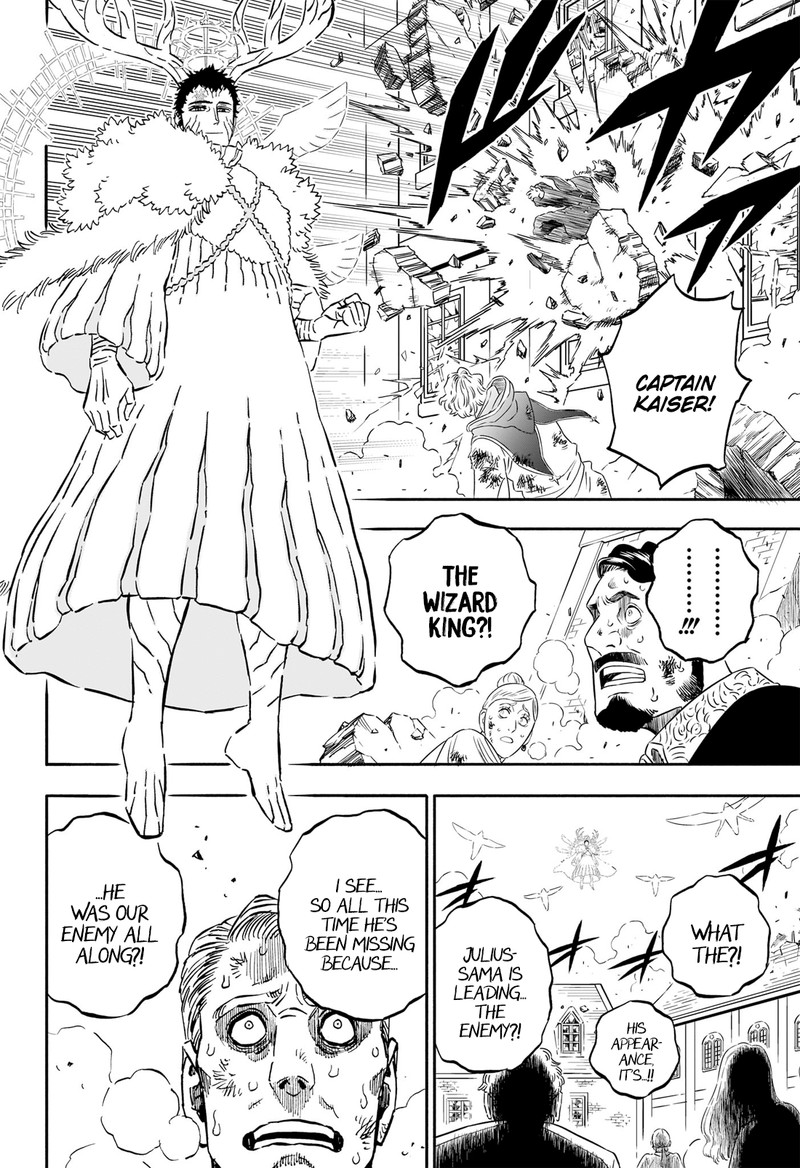 CAPTAIN
KAISER!
!!!
THE
WIZARD
KING?!
WHAT
THE?!
HIS
APPEAR-
ANCE,
IT'S...!!
JULIUS-
SAMA IS
LEADING...
THE
ENEMY?!
I SEE...
SO ALL THIS
TIME HE'S
BEEN MISSING
BECAUSE...
...HE
WAS OUR
ENEMY ALL
ALONG?!